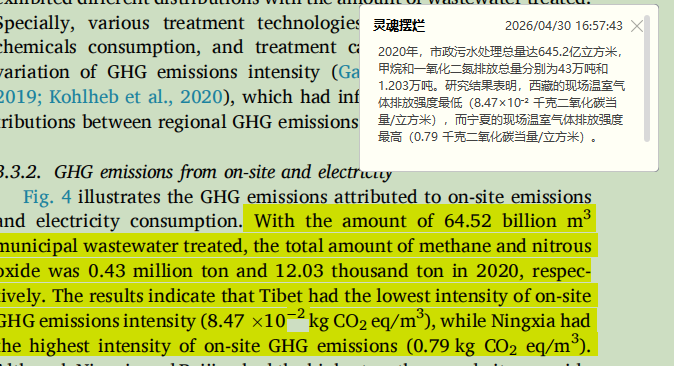 Specially, various treatment technologies
chemicals consumption, and treatment ca
variation of GHG emissions intensity (Ga
2019; Kohlheb et al., 2020), which had inf
ributions between regional GHG emissions
灵魂摆烂 2026/04/30 16:57:43
2020年，市政污水处理总量达645.2亿立方米，
甲烷和一氧化二氮排放总量分别为43万吨和
1.203万吨。研究结果表明，西藏的现场温室气
体排放强度最低（8.47×10⁻² 千克二氧化碳当
量/立方米），而宁夏的现场温室气体排放强度
最高（0.79 千克二氧化碳当量/立方米）。
3.3.2. GHG emissions from on-site and electricity
Fig. 4 illustrates the GHG emissions attributed to on-site emissions
and electricity consumption. With the amount of 64.52 billion m³
municipal wastewater treated, the total amount of methane and nitrous
oxide was 0.43 million ton and 12.03 thousand ton in 2020, respec-
ively. The results indicate that Tibet had the lowest intensity of on-site
GHG emissions intensity (8.47 ×10⁻² kg CO₂ eq/m³), while Ningxia had
the highest intensity of on-site GHG emissions (0.79 kg CO₂ eq/m³).